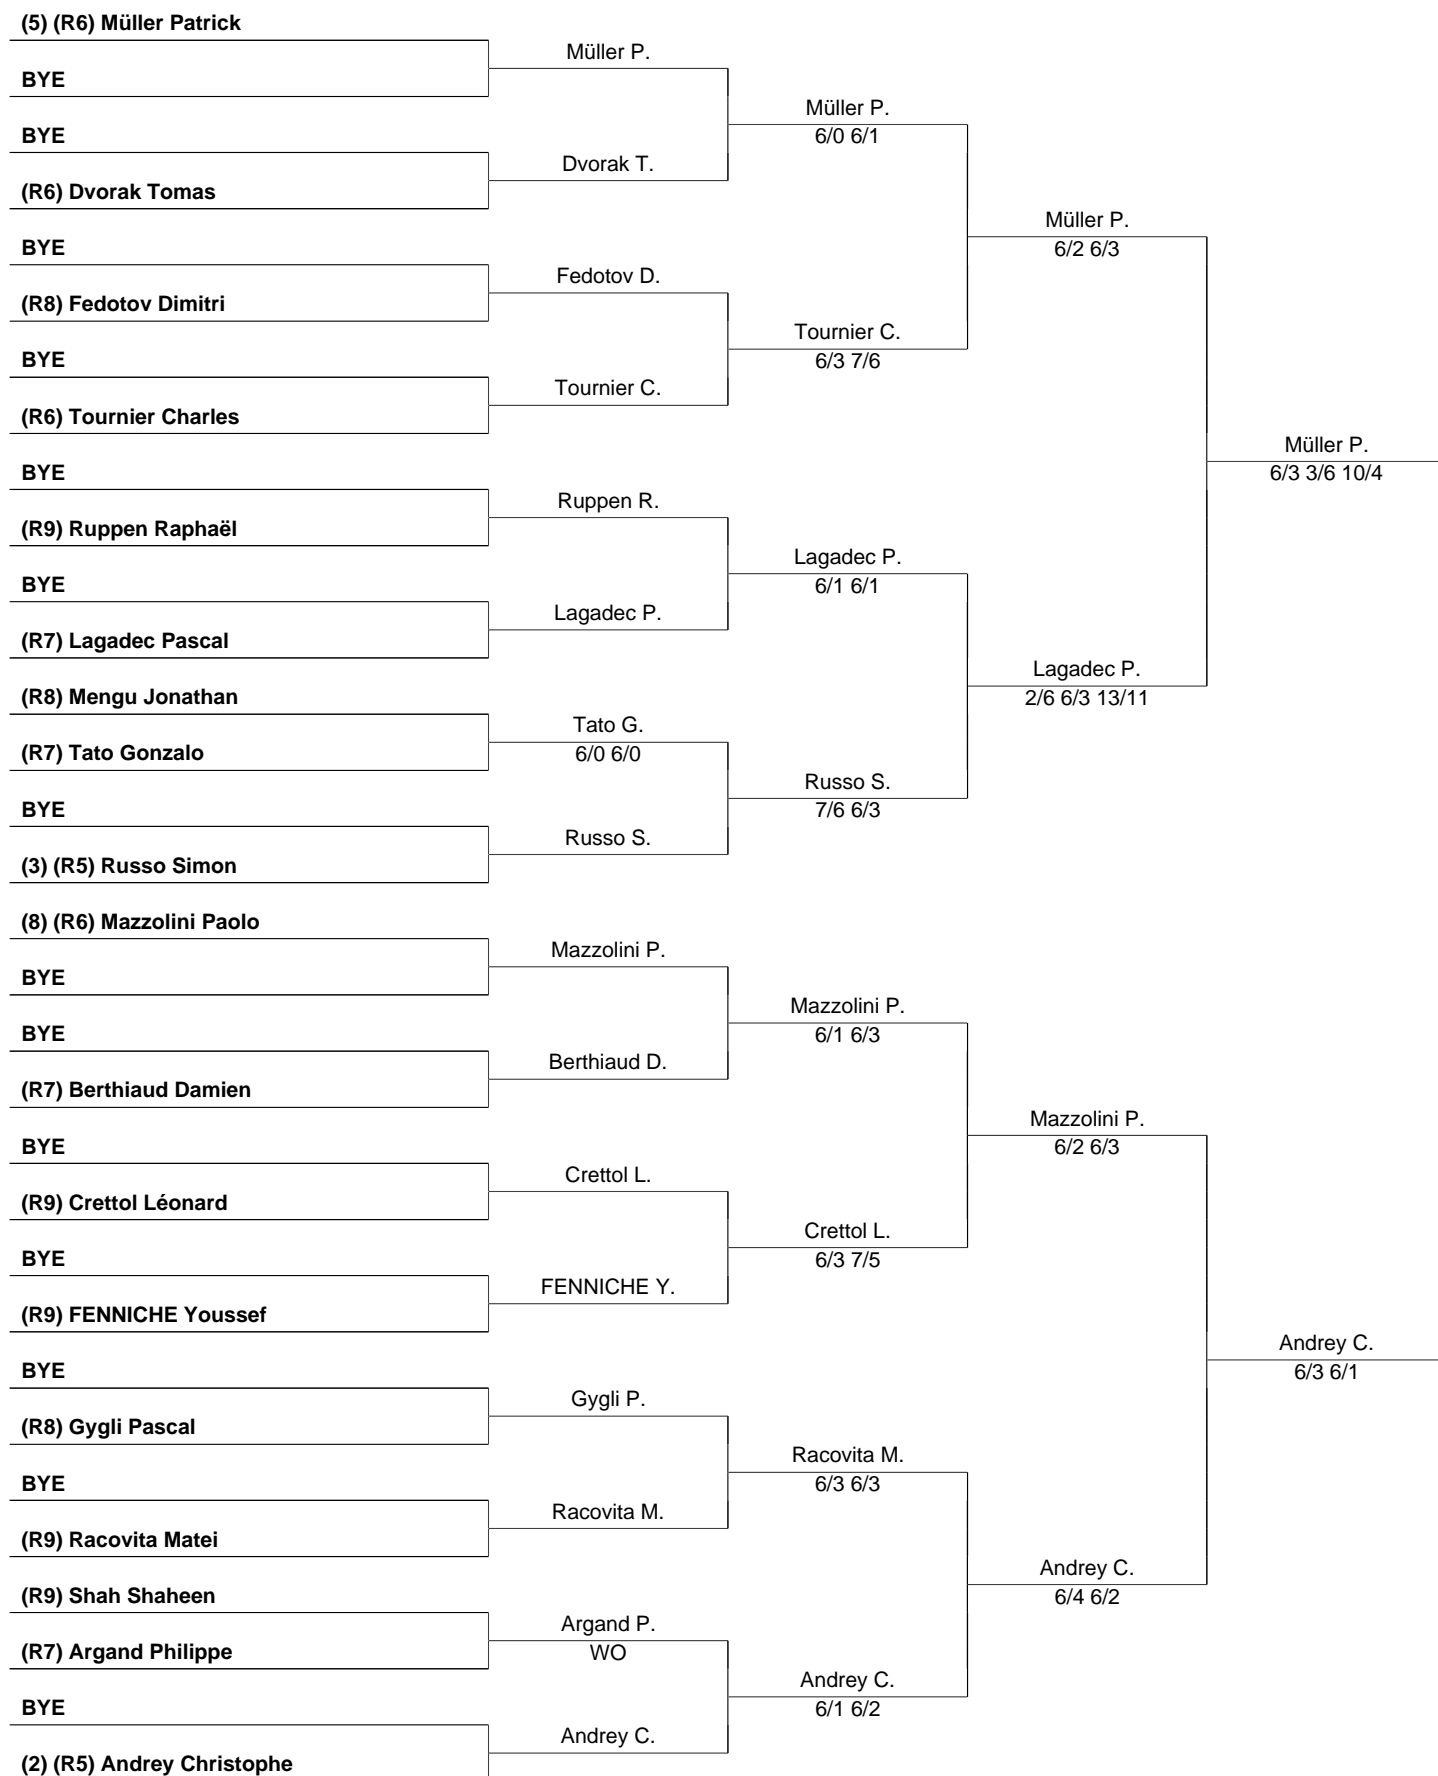 (5) (R6) Müller Patrick
Müller P.
BYE
Müller P.
BYE
6/0 6/1
Dvorak T.
(R6) Dvorak Tomas
Müller P.
BYE
6/2 6/3
Fedotov D.
(R8) Fedotov Dimitri
Tournier C.
BYE
6/3 7/6
Tournier C.
(R6) Tournier Charles
Müller P.
BYE
6/3 3/6 10/4
Ruppen R.
(R9) Ruppen Raphaël
Lagadec P.
BYE
6/1 6/1
Lagadec P.
(R7) Lagadec Pascal
Lagadec P.
(R8) Mengu Jonathan
2/6 6/3 13/11
Tato G.
(R7) Tato Gonzalo
6/0 6/0
Russo S.
BYE
7/6 6/3
Russo S.
(3) (R5) Russo Simon
(8) (R6) Mazzolini Paolo
Mazzolini P.
BYE
Mazzolini P.
BYE
6/1 6/3
Berthiaud D.
(R7) Berthiaud Damien
Mazzolini P.
BYE
6/2 6/3
Crettol L.
(R9) Crettol Léonard
Crettol L.
BYE
6/3 7/5
FENNICHE Y.
(R9) FENNICHE Youssef
Andrey C.
BYE
6/3 6/1
Gygli P.
(R8) Gygli Pascal
Racovita M.
BYE
6/3 6/3
Racovita M.
(R9) Racovita Matei
Andrey C.
(R9) Shah Shaheen
6/4 6/2
Argand P.
(R7) Argand Philippe
WO
Andrey C.
BYE
6/1 6/2
Andrey C.
(2) (R5) Andrey Christophe